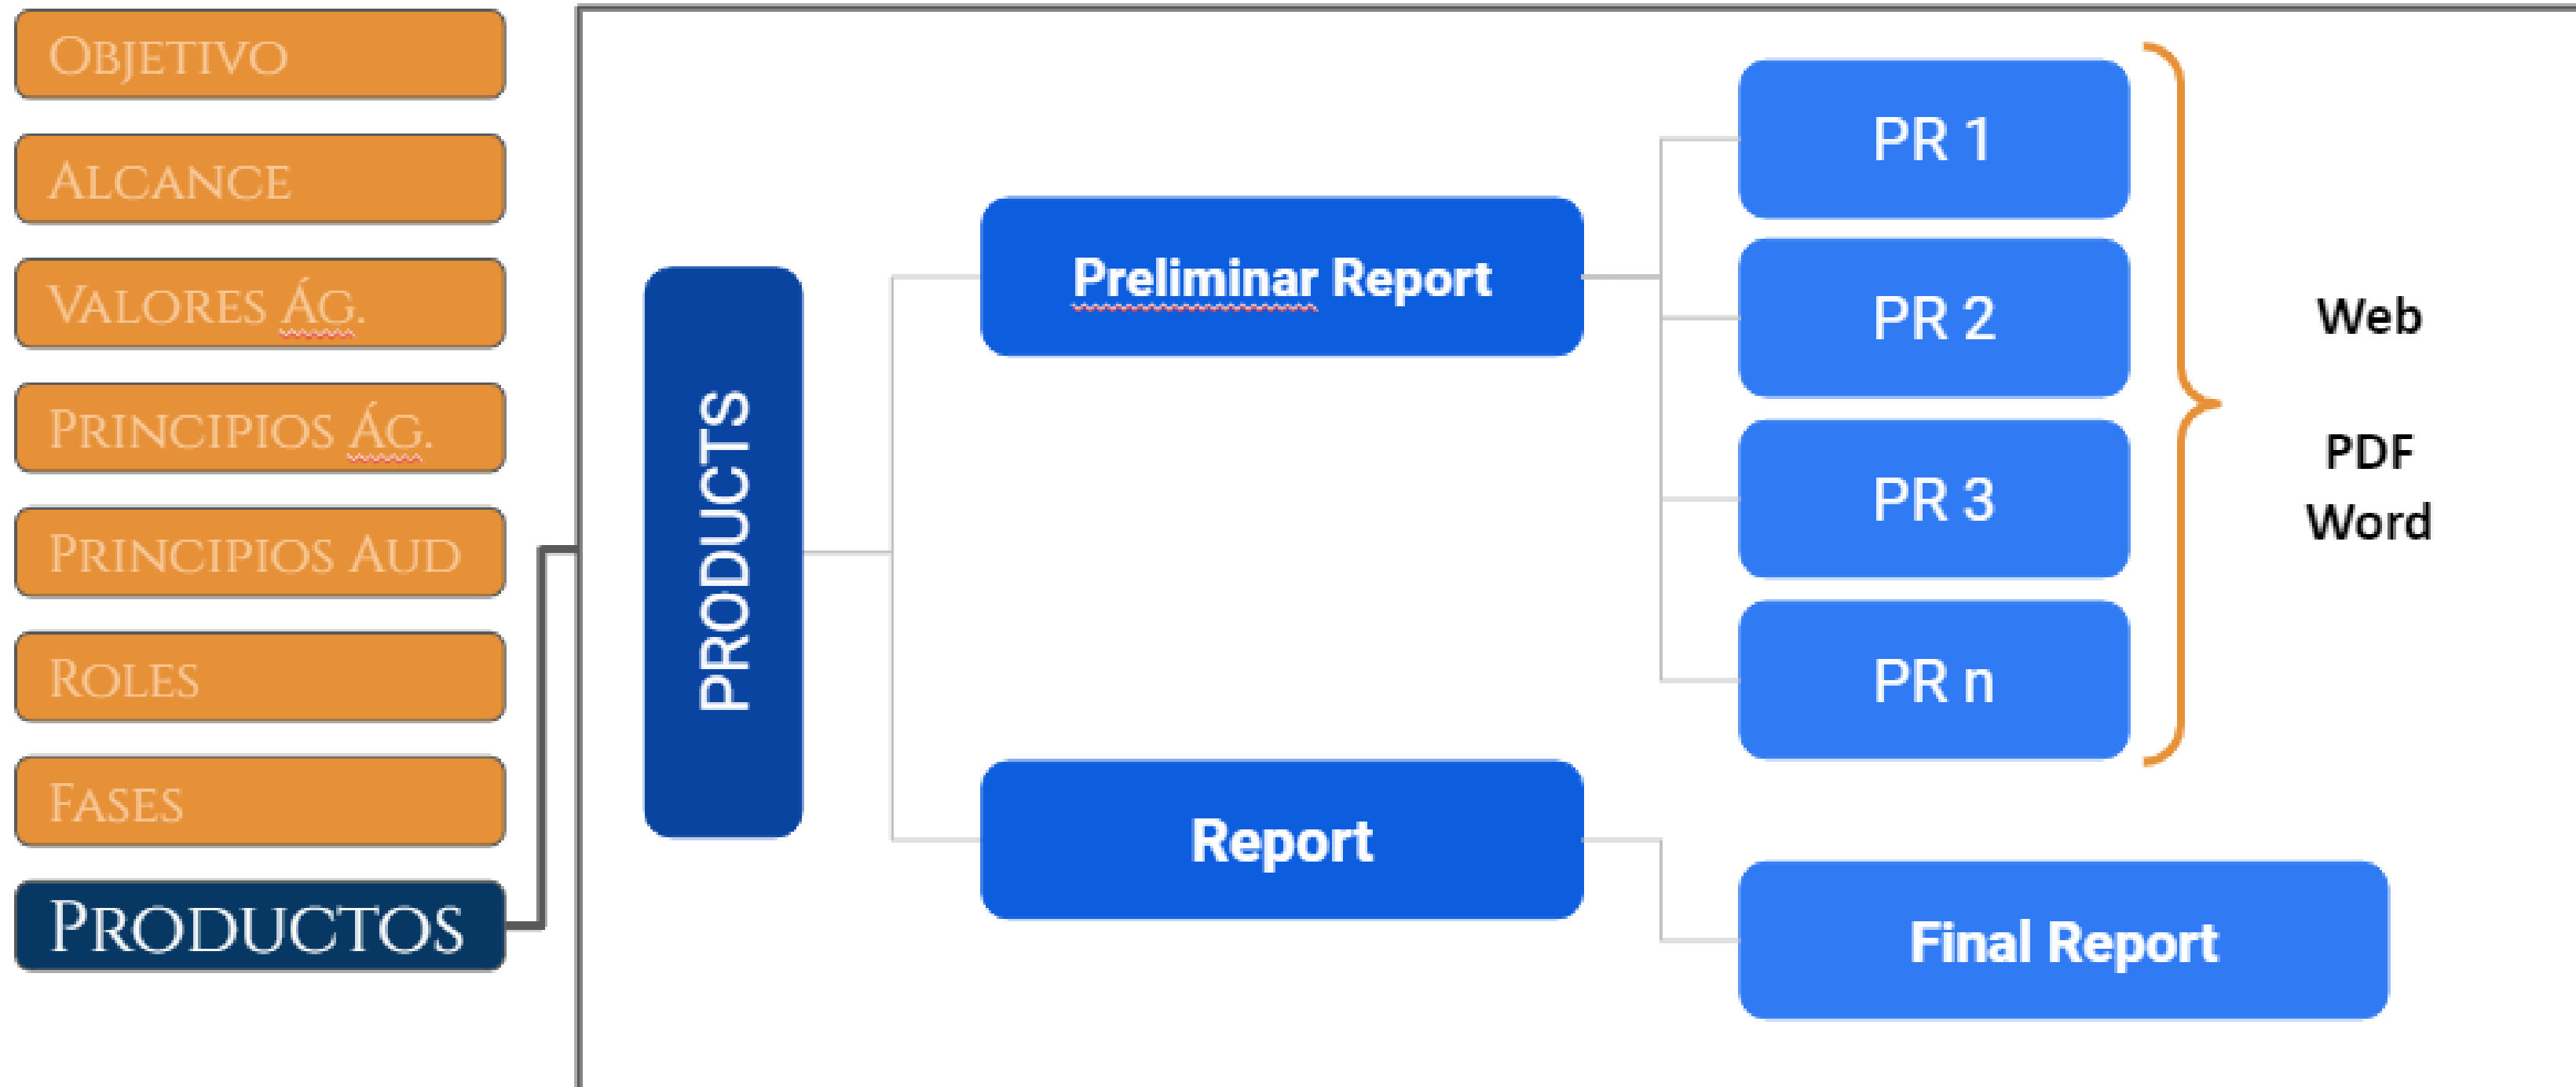 Objetivo
Alcance
Valores Ág.
Principios Ág.
Principios Aud
Roles
Fases
Productos
PRODUCTS
Preliminar Report
Report
PR 1
PR 2
PR 3
PR n
Final Report
Web
PDF
Word